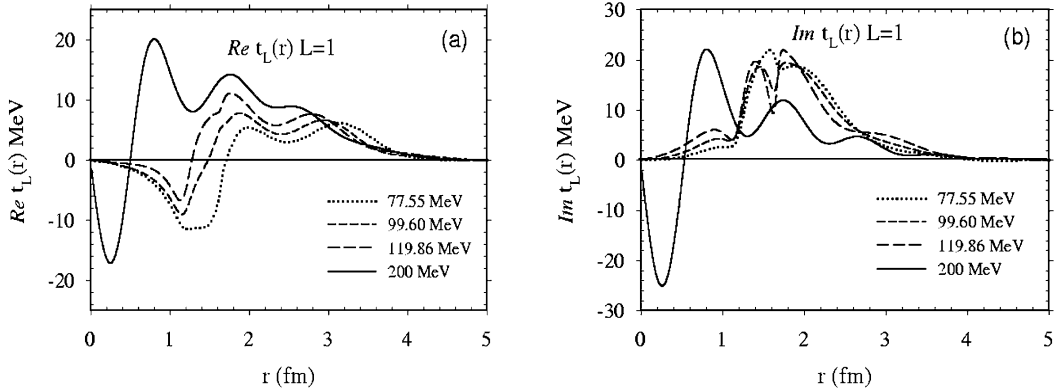 Re t_L(r) L=1
(a)
Re t_L(r) MeV
20
10
0
-10
-20
77.55 MeV
99.60 MeV
119.86 MeV
200 MeV
0 1 2 3 4 5
r (fm)
Im t_L(r) L=1
(b)
Im t_L(r) MeV
30
20
10
0
-10
-20
-30
77.55 MeV
99.60 MeV
119.86 MeV
200 MeV
0 1 2 3 4 5
r (fm)